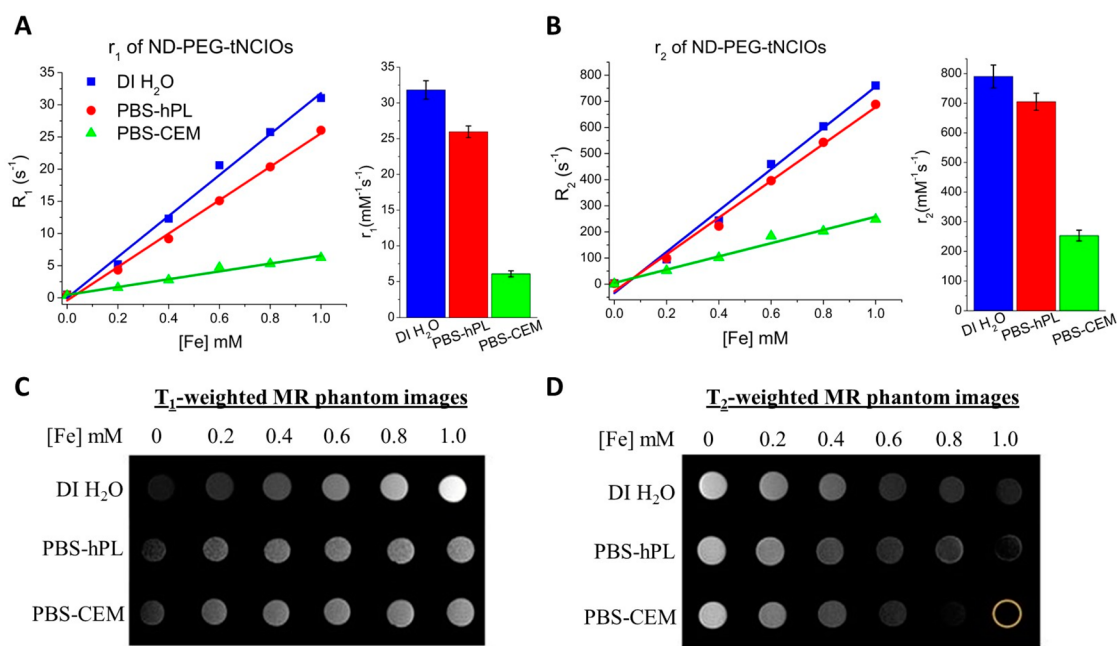 A
r₁ of ND-PEG-tNCIOs
DI H₂O
PBS-hPL
PBS-CEM
R₁ (s⁻¹)
35
30
25
20
15
10
5
0
0.0 0.2 0.4 0.6 0.8 1.0
[Fe] mM
r₁(mM⁻¹s⁻¹)
35
30
25
20
15
10
5
0
DI H₂O PBS-hPL PBS-CEM
B
r₂ of ND-PEG-tNCIOs
R₂ (s⁻¹)
800
700
600
500
400
300
200
100
0
0.0 0.2 0.4 0.6 0.8 1.0
[Fe] mM
r₂(mM⁻¹s⁻¹)
800
700
600
500
400
300
200
100
0
DI H₂O PBS-hPL PBS-CEM
C
T₁-weighted MR phantom images
[Fe] mM 0 0.2 0.4 0.6 0.8 1.0
DI H₂O
PBS-hPL
PBS-CEM
D
T₂-weighted MR phantom images
[Fe] mM 0 0.2 0.4 0.6 0.8 1.0
DI H₂O
PBS-hPL
PBS-CEM